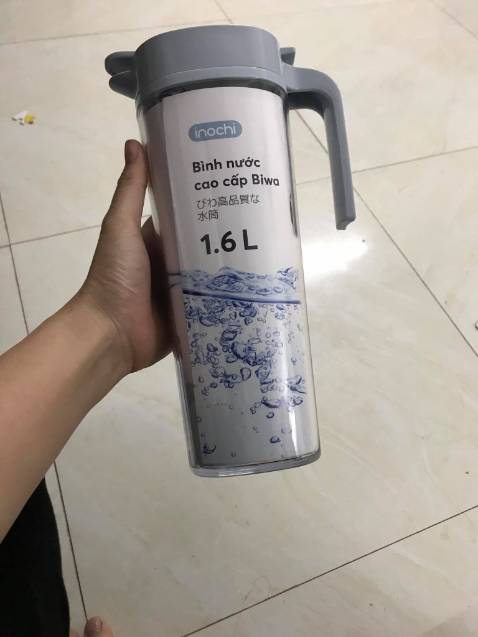 inochi
Bình nước
cao cấp Biwa
びわ高品質な
水筒
1.6 L